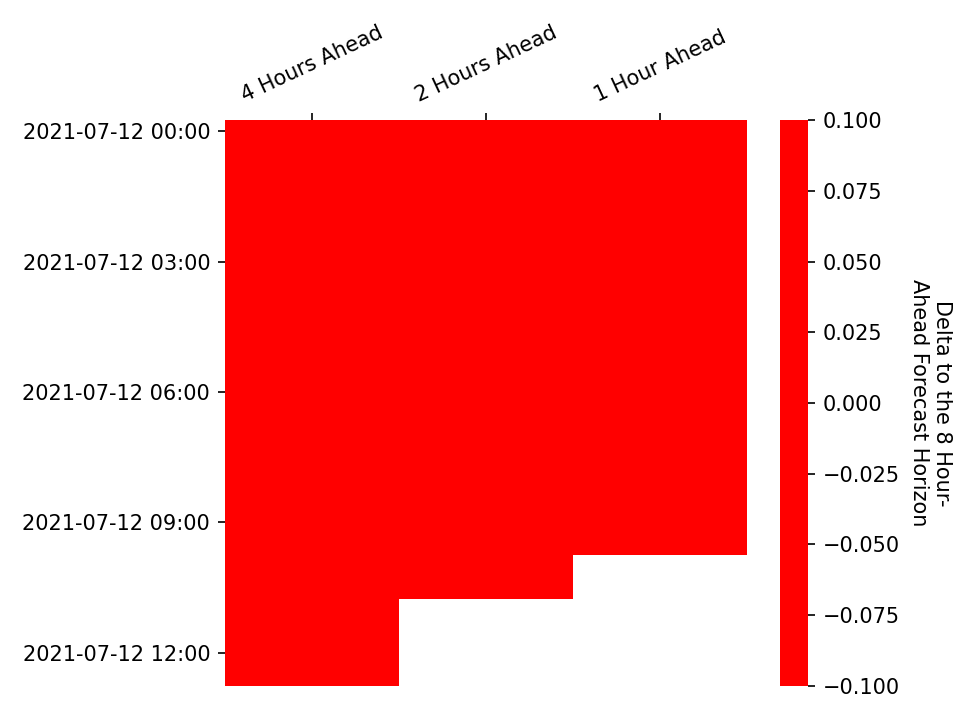 4 Hours Ahead
2 Hours Ahead
1 Hour Ahead
2021-07-12 00:00
2021-07-12 03:00
2021-07-12 06:00
2021-07-12 09:00
2021-07-12 12:00
0.100
0.075
0.050
0.025
0.000
−0.025
−0.050
−0.075
−0.100
Delta to the 8 Hour-
Ahead Forecast Horizon